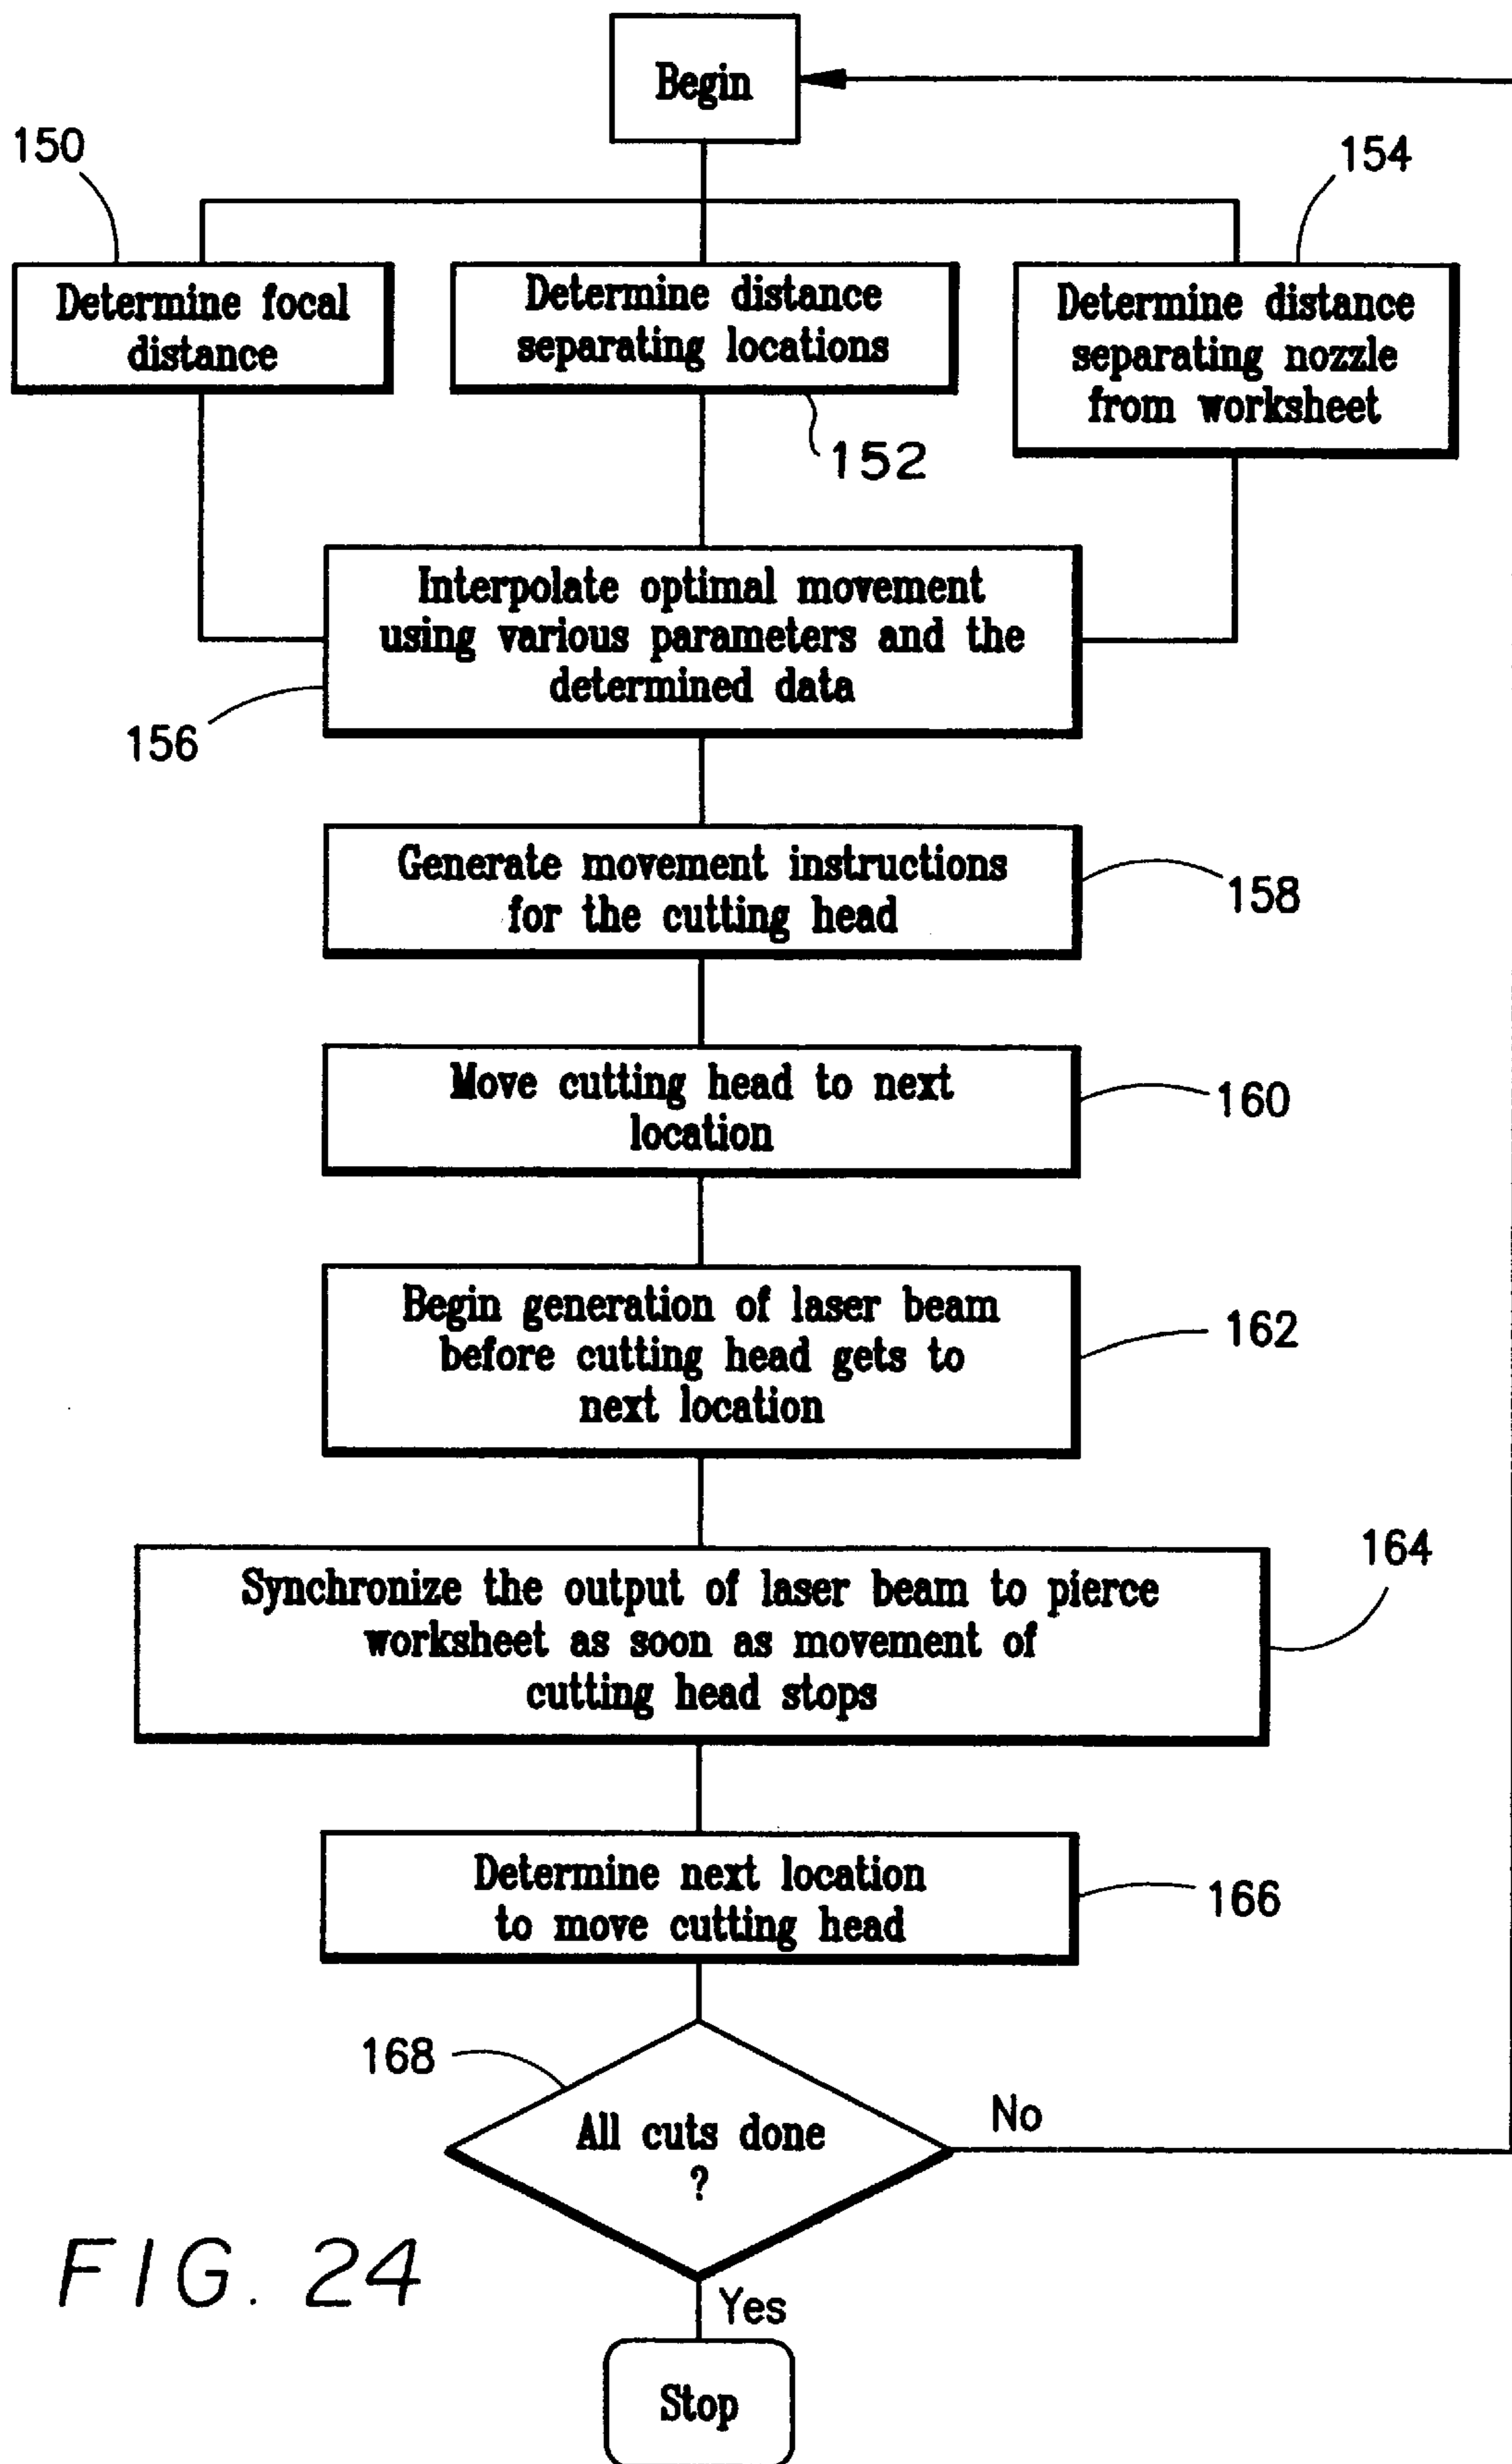 Begin
150
154
Determine focal
distance
Determine distance
separating locations
152
Determine distance
separating nozzle
from worksheet
Interpolate optimal movement
using various parameters and the
determined data
156
Generate movement instructions
for the cutting head
158
Move cutting head to next
location
160
Begin generation of laser beam
before cutting head gets to
next location
162
Synchronize the output of laser beam to pierce
worksheet as soon as movement of
cutting head stops
164
Determine next location
to move cutting head
166
168
All cuts done
?
No
Yes
Stop
FIG. 24